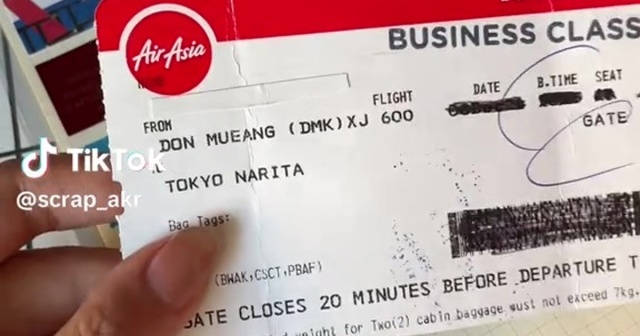 AirAsia
BUSINESS CLASS
FLIGHT
DATE
B.TIME
SEAT
FROM
DON MUEANG (DMK)XJ 600
GATE
TOKYO NARITA
TikTok
@scrap_akr
Bag Tags:
(BWAK,CSCT,PBAF)
GATE CLOSES 20 MINUTES BEFORE DEPARTURE T
weight for Two(2) cabin baggage must not exceed 7kg.